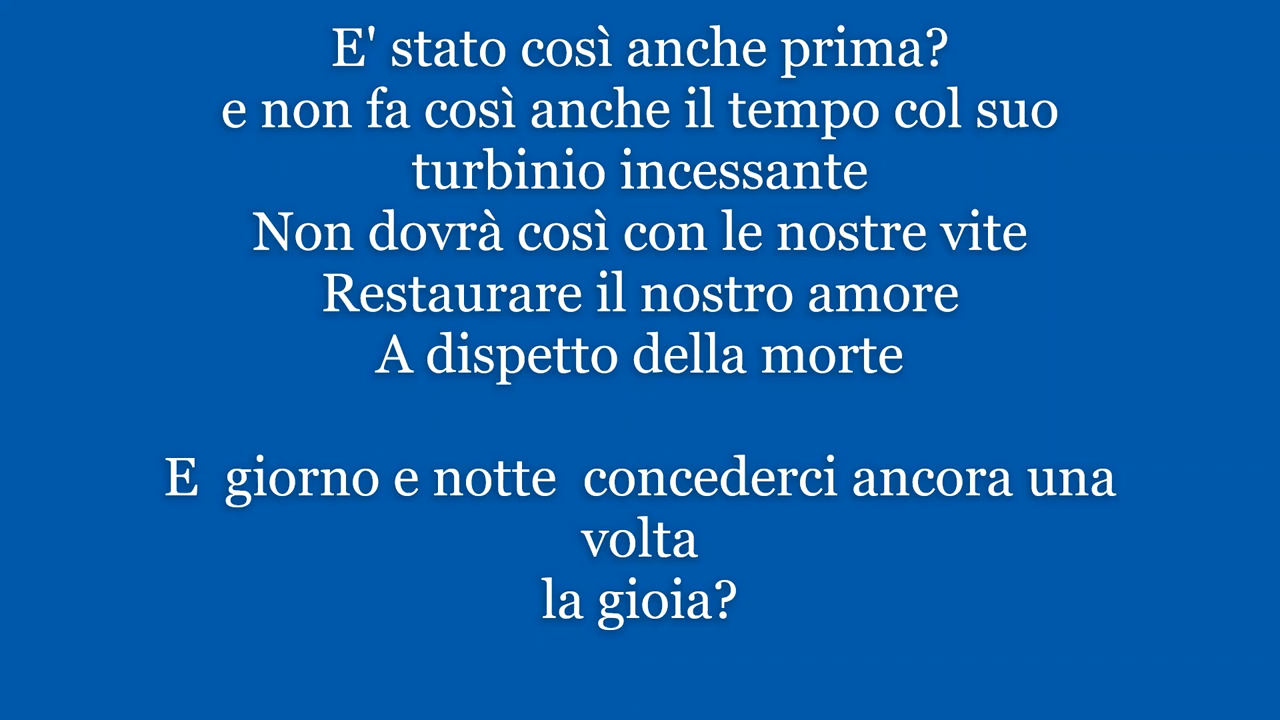 E' stato così anche prima?
e non fa così anche il tempo col suo
turbinio incessante
Non dovrà così con le nostre vite
Restaurare il nostro amore
A dispetto della morte
E  giorno e notte  concederci ancora una
volta
la gioia?